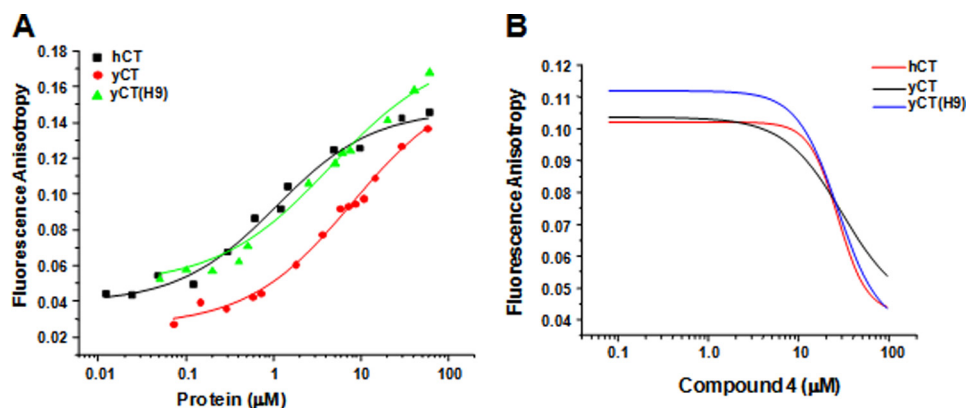 A
0.18
0.16
0.14
0.12
0.10
0.08
0.06
0.04
0.02
Fluorescence Anisotropy
hCT
yCT
yCT(H9)
0.01
0.1
1
10
100
Protein (µM)
B
0.12
0.11
0.10
0.09
0.08
0.07
0.06
0.05
0.04
Fluorescence Anisotropy
hCT
yCT
yCT(H9)
0.1
1.0
10
100
Compound 4 (µM)